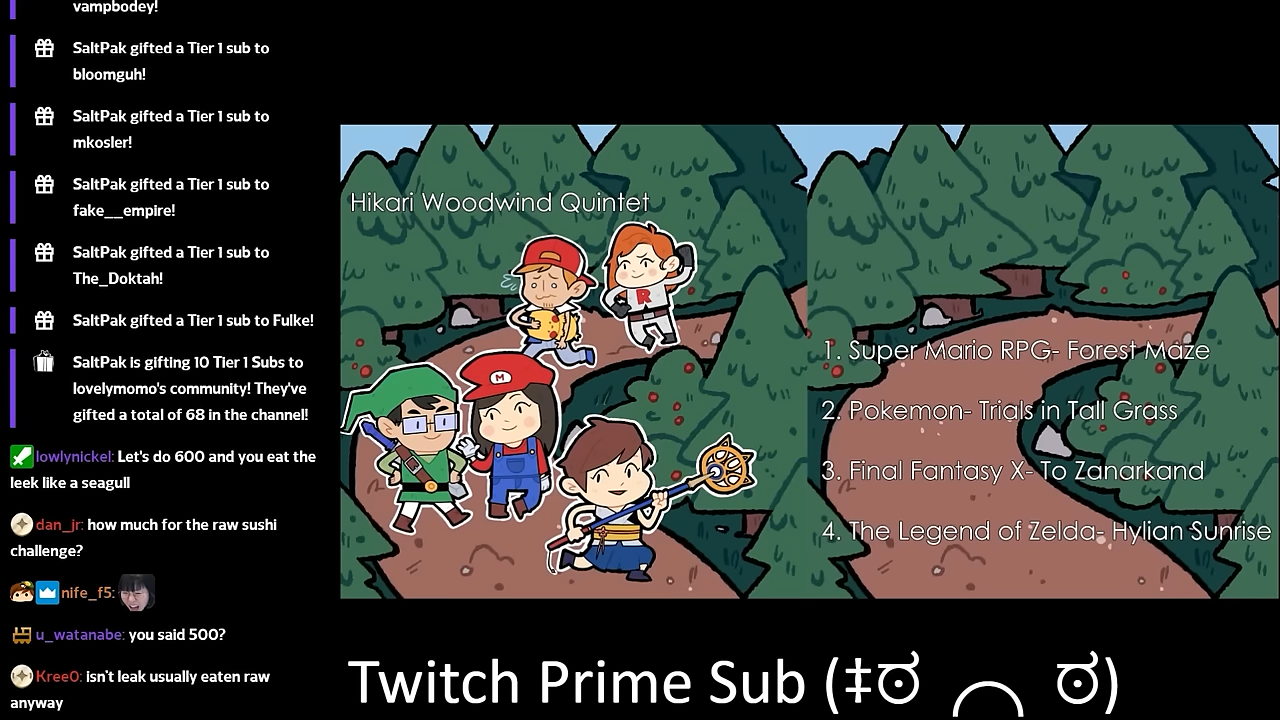 vampbodey!
SaltPak gifted a Tier 1 sub to
bloomguh!
SaltPak gifted a Tier 1 sub to
mkosler!
SaltPak gifted a Tier 1 sub to
fake__empire!
SaltPak gifted a Tier 1 sub to
The_Doktah!
SaltPak gifted a Tier 1 sub to Fulke!
SaltPak is gifting 10 Tier 1 Subs to
lovelymomo's community! They've
gifted a total of 68 in the channel!
lowlynickel: Let's do 600 and you eat the
leek like a seagull
dan_jr: how much for the raw sushi
challenge?
nife_f5:
u_watanabe: you said 500?
KreeO: isn't leak usually eaten raw
anyway
Hikari Woodwind Quintet
R
M
1. Super Mario RPG- Forest Maze
2. Pokemon- Trials in Tall Grass
3. Final Fantasy X- To Zanarkand
4. The Legend of Zelda- Hylian Sunrise
Twitch Prime Sub (‡ಠ ⁔ ಠ)